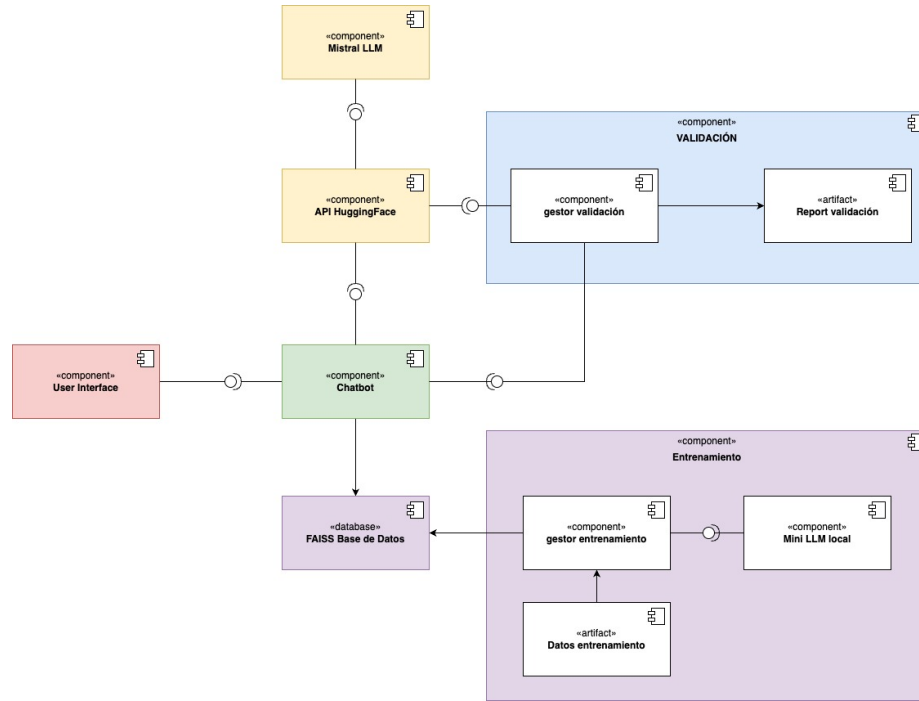 «component»
Mistral LLM
«component»
VALIDACIÓN
«component»
API HuggingFace
«component»
gestor validación
«artifact»
Report validación
«component»
User Interface
«component»
Chatbot
«component»
Entrenamiento
«database»
FAISS Base de Datos
«component»
gestor entrenamiento
«component»
Mini LLM local
«artifact»
Datos entrenamiento